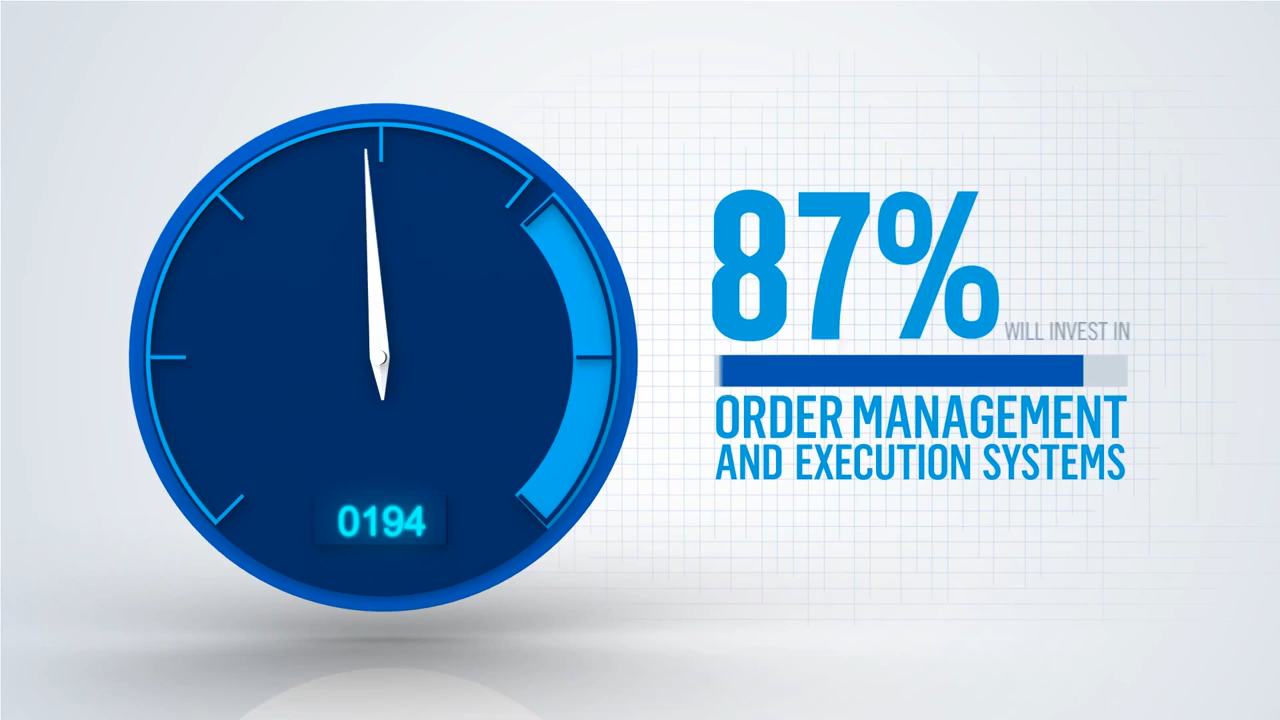 87%
WILL INVEST IN
ORDER MANAGEMENT
AND EXECUTION SYSTEMS
0194